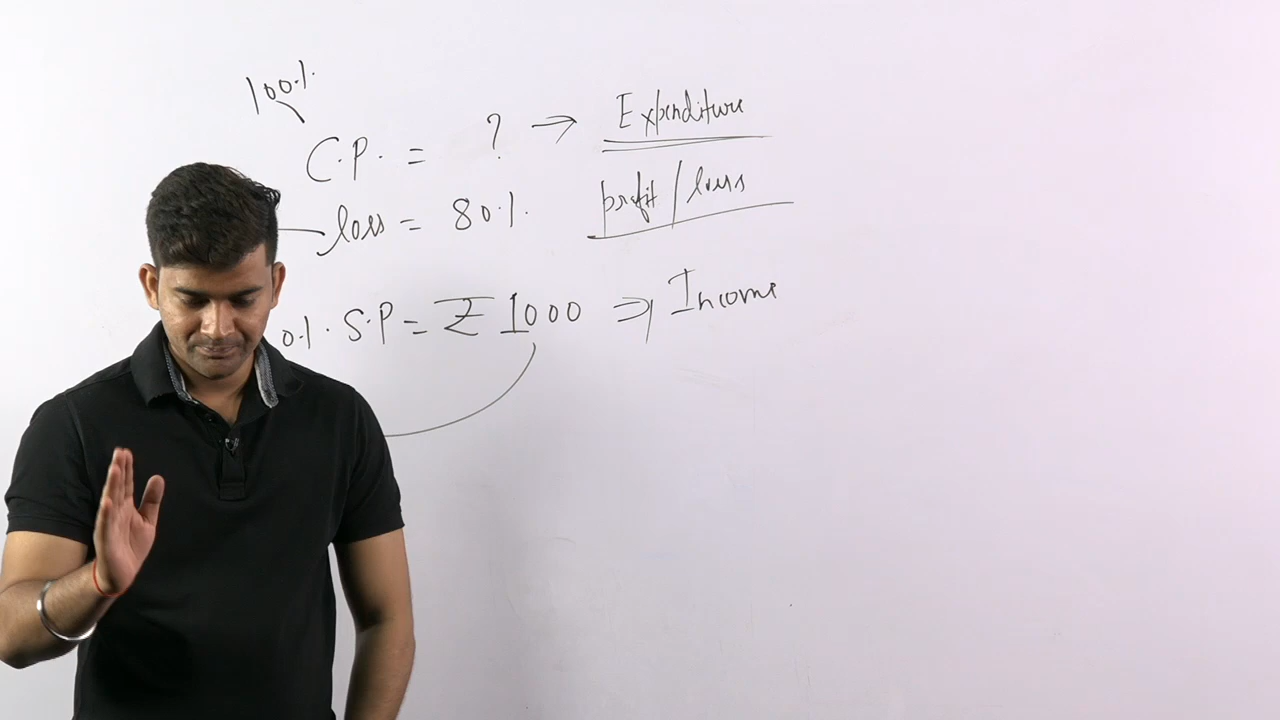 100%
C.P. = ? → Expenditure
loss = 80%. profit/loss
0%. S.P = ₹ 1000 ⇒ Income